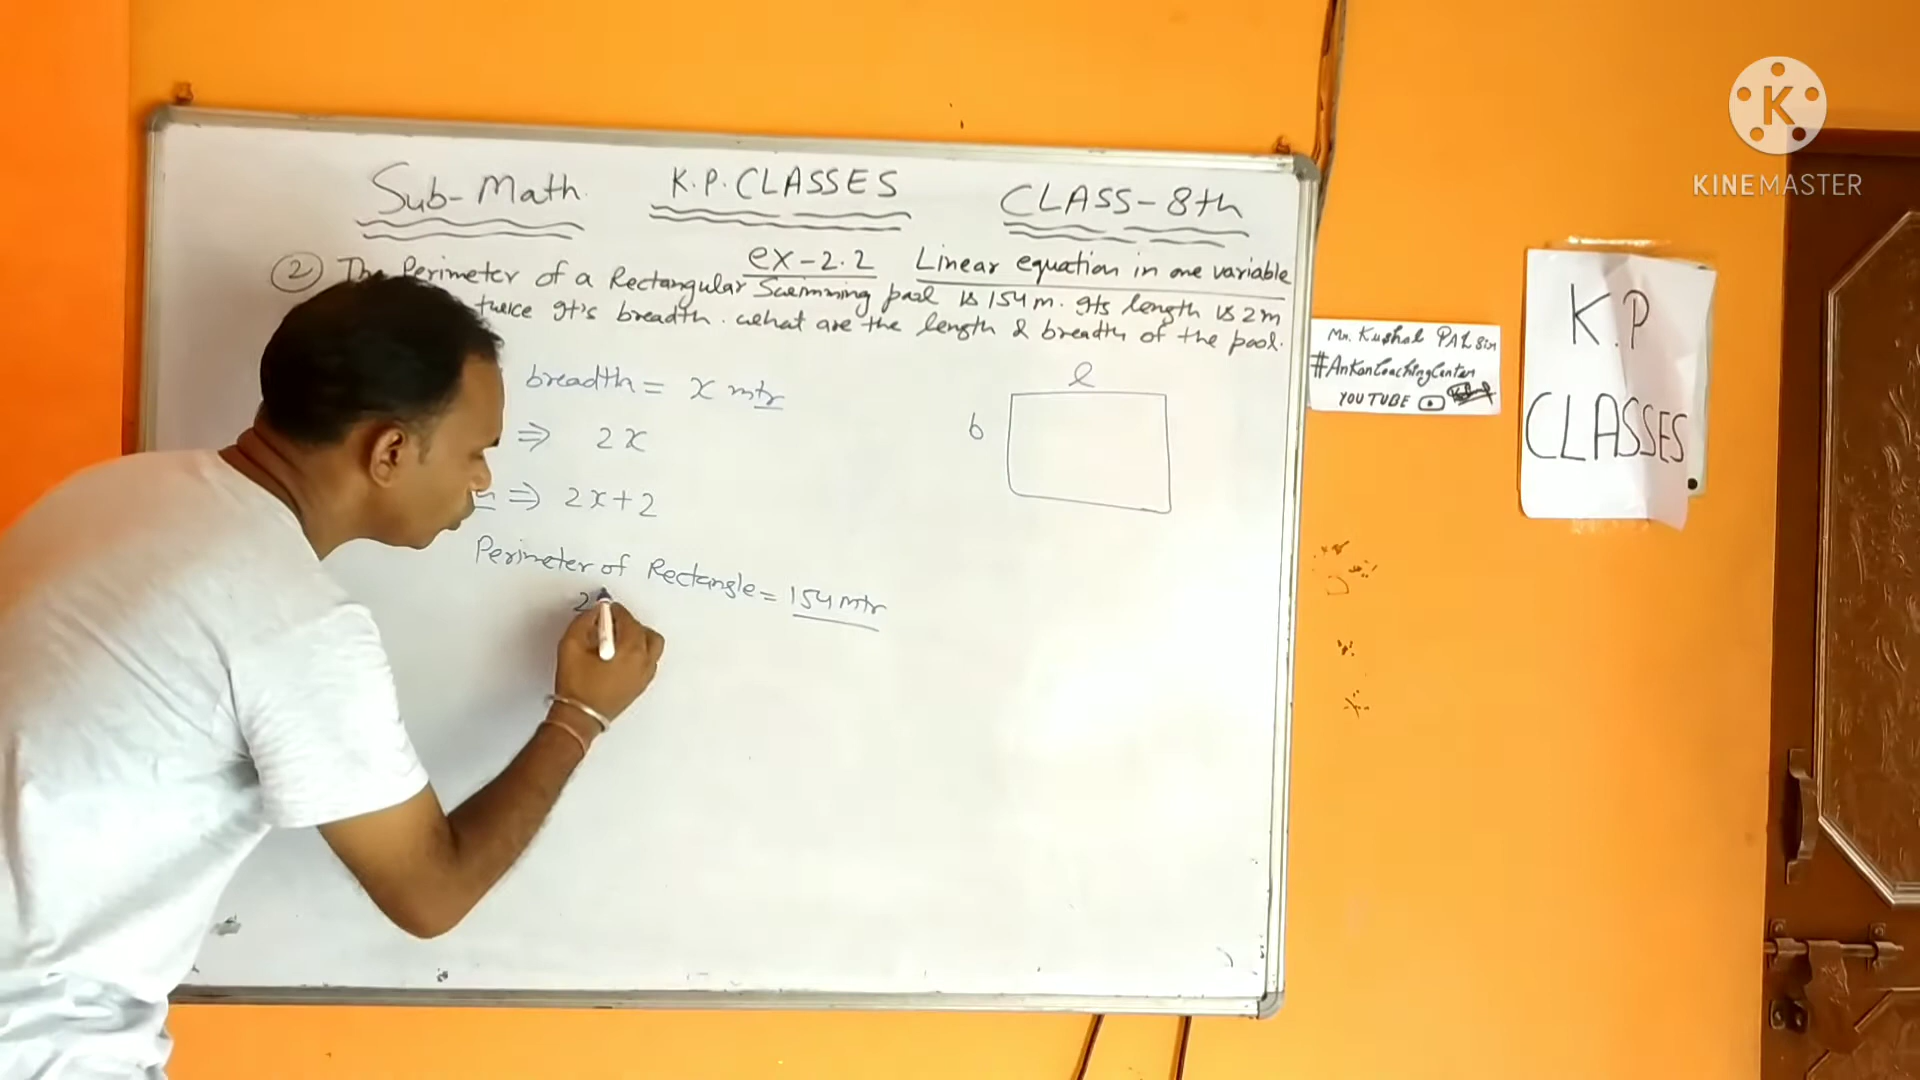 Sub-Math.
K.P.CLASSES
CLASS-8th
ex-2.2 Linear equation in one variable
② The Perimeter of a Rectangular Swimming pool is 154m. Its length is 2m
twice It's breadth. what are the length & breadth of the pool.
breadth = x mtr
⇒ 2x
⇒ 2x+2
Perimeter of Rectangle = 154 mtr
2
l
b
Mr. Kushal PAL Sir
#AnkanCoachingCenter
YOUTUBE
K.P
CLASSES
K
KINEMASTER